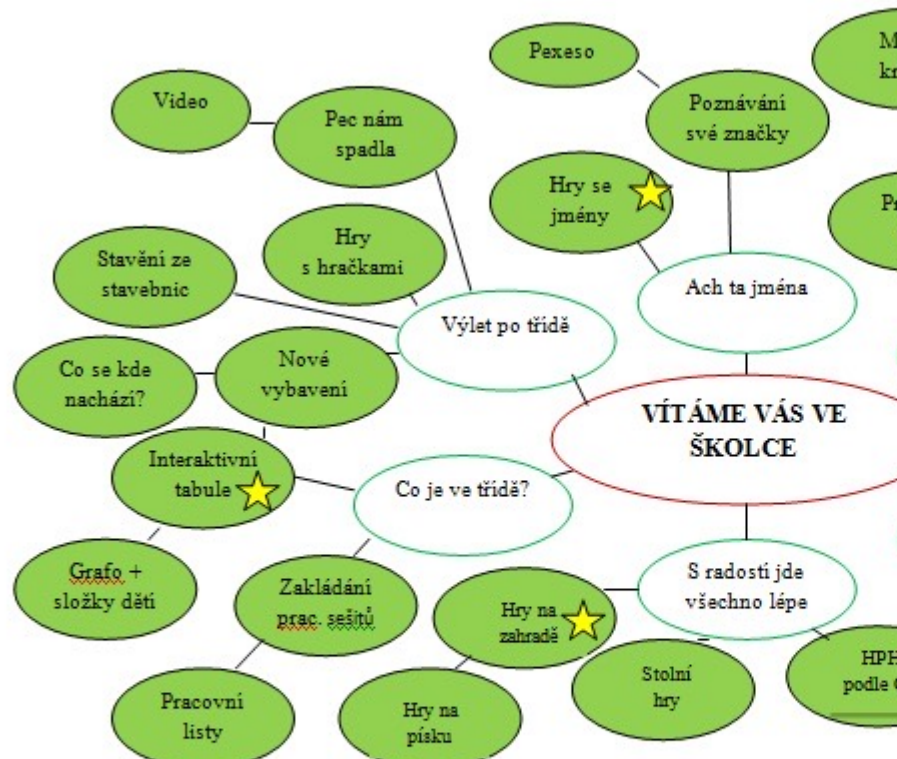 Pexeso
Video
Pec nám
spadla
Poznávání
své značky
Hry se
jmény
Hry
s hračkami
Stavění ze
stavebnic
Ach ta jména
Výlet po třídě
Co se kde
nachází?
Nové
vybavení
VÍTÁME VÁS VE
ŠKOLCE
Interaktivní
tabule
Co je ve třídě?
Grafo +
složky dětí
Zakládání
prac. sešitů
S radostí jde
všechno lépe
Hry na
zahradě
Stolní
hry
HPH
podle
Pracovní
listy
Hry na
písku